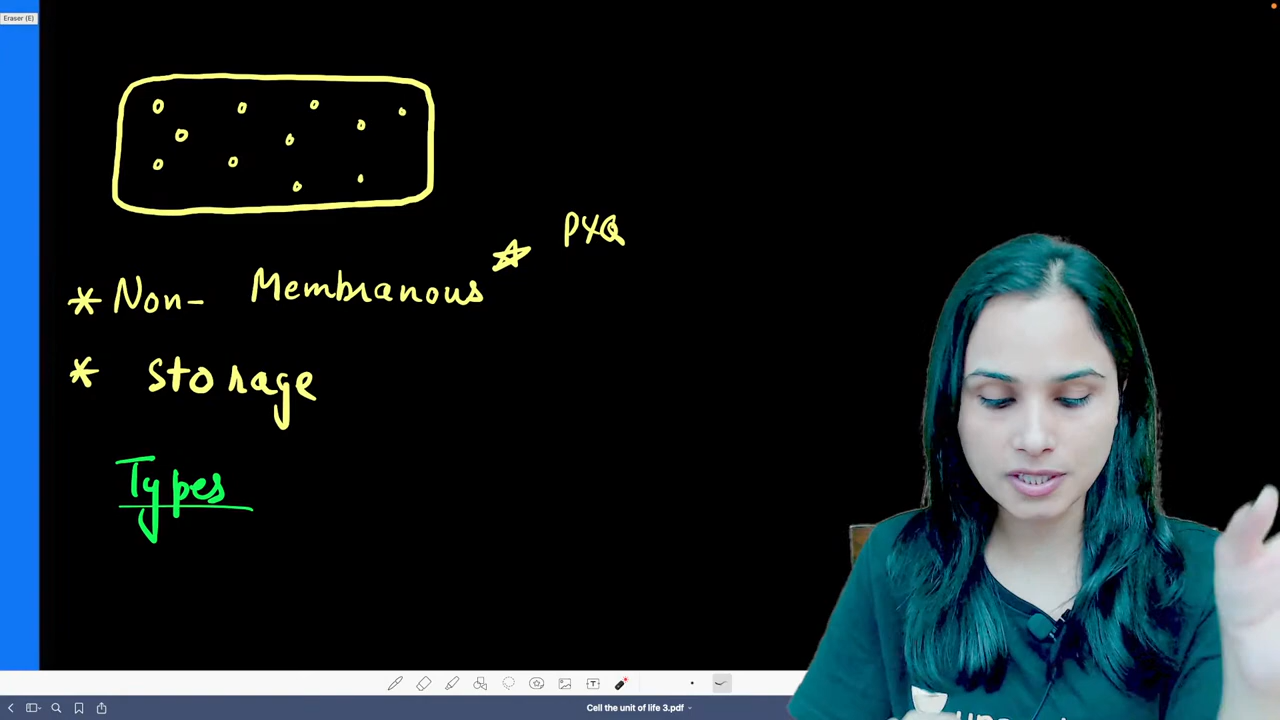 Eraser (E)
PYQ
* Non- Membranous
* Storage
Types
Cell the unit of life 3.pdf